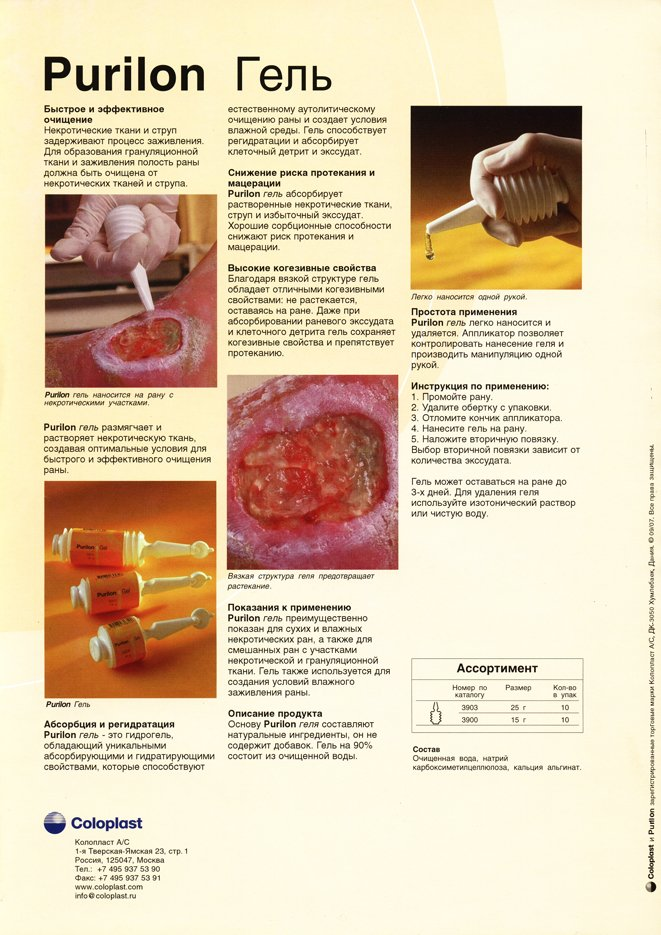 Purilon Гель
Быстрое и эффективное
очищение
Некротические ткани и струп
задерживают процесс заживления.
Для образования грануляционной
ткани и заживления полость раны
должна быть очищена от
некротических тканей и струпа.
Purilon гель наносится на рану с
некротическими участками.
Purilon гель размягчает и
растворяет некротическую ткань,
создавая оптимальные условия для
быстрого и эффективного очищения
раны.
Purilon Gel
Purilon Gel
Purilon Gel
Purilon Гель
Абсорбция и регидратация
Purilon гель - это гидрогель,
обладающий уникальными
абсорбирующими и гидратирующими
свойствами, которые способствуют
естественному аутолитическому
очищению раны и создает условия
влажной среды. Гель способствует
регидратации и абсорбирует
клеточный детрит и экссудат.
Снижение риска протекания и
мацерации
Purilon гель абсорбирует
растворенные некротические ткани,
струп и избыточный экссудат.
Хорошие сорбционные способности
снижают риск протекания и
мацерации.
Высокие когезивные свойства
Благодаря вязкой структуре гель
обладает отличными когезивными
свойствами: не растекается,
оставаясь на ране. Даже при
абсорбировании раневого экссудата
и клеточного детрита гель сохраняет
когезивные свойства и препятствует
протеканию.
Вязкая структура геля предотвращает
растекание.
Показания к применению
Purilon гель преимущественно
показан для сухих и влажных
некротических ран, а также для
смешанных ран с участками
некротической и грануляционной
ткани. Гель также используется для
создания условий влажного
заживления раны.
Описание продукта
Основу Purilon геля составляют
натуральные ингредиенты, он не
содержит добавок. Гель на 90%
состоит из очищенной воды.
Легко наносится одной рукой.
Простота применения
Purilon гель легко наносится и
удаляется. Аппликатор позволяет
контролировать нанесение геля и
производить манипуляцию одной
рукой.
Инструкция по применению:
1. Промойте рану.
2. Удалите обертку с упаковки.
3. Отломите кончик аппликатора.
4. Нанесите гель на рану.
5. Наложите вторичную повязку.
Выбор вторичной повязки зависит от
количества экссудата.
Гель может оставаться на ране до
3-х дней. Для удаления геля
используйте изотонический раствор
или чистую воду.
Ассортимент
Номер по каталогу Размер Кол-во в упак
3903 25 г 10
3900 15 г 10
Состав
Очищенная вода, натрий
карбоксиметилцеллюлоза, кальция альгинат.
Coloplast
Колопласт А/С
1-я Тверская-Ямская 23, стр. 1
Россия, 125047, Москва
Тел.: +7 495 937 53 90
Факс: +7 495 937 53 91
www.coloplast.com
info@coloplast.ru
Coloplast и Purilon зарегистрированные торговые марки Колопласт А/С, ДК-3050 Хумлебаек, Дания. © 09/07. Все права защищены.